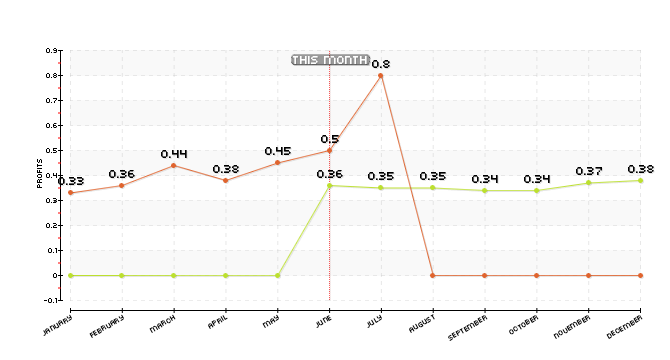 0.9
THIS MONTH
0.8
0.8
0.7
0.6
0.5
0.5
0.44
0.45
0.4
0.33
0.36
0.38
0.36
0.35
0.35
0.34
0.34
0.37
0.38
PROFITS
0.3
0.2
0.1
0
-0.1
JANUARY
FEBRUARY
MARCH
APRIL
MAY
JUNE
JULY
AUGUST
SEPTEMBER
OCTOBER
NOVEMBER
DECEMBER